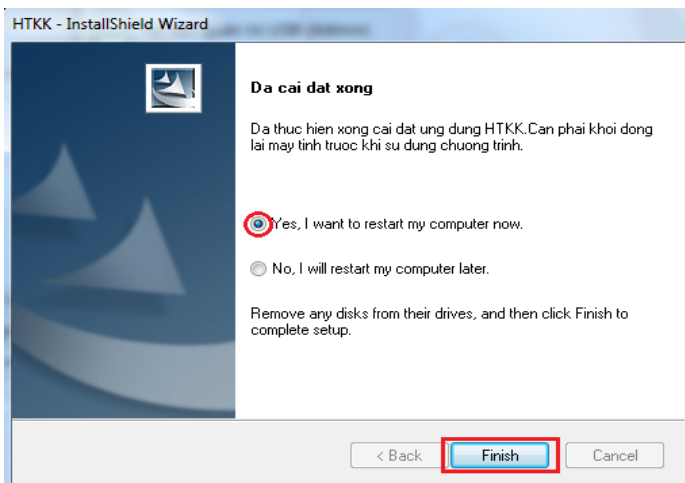 HTKK - InstallShield Wizard
Da cai dat xong
Da thuc hien xong cai dat ung dung HTKK.Can phai khoi dong
lai may tinh truoc khi su dung chuong trinh.
Yes, I want to restart my computer now.
No, I will restart my computer later.
Remove any disks from their drives, and then click Finish to
complete setup.
< Back
Finish
Cancel